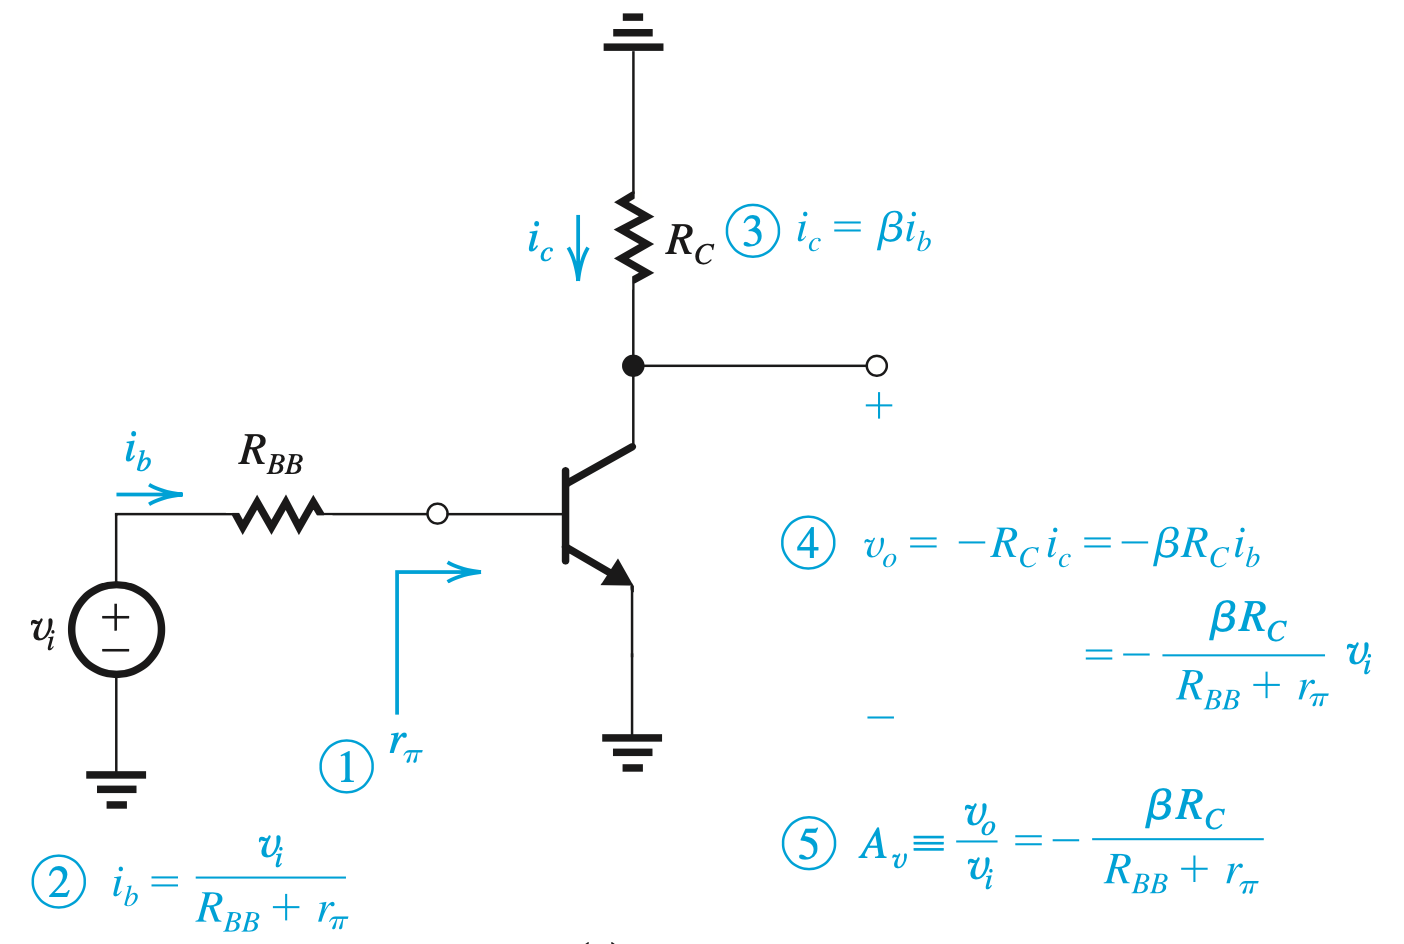 i_c
R_C ③ i_c = βi_b
+
i_b
R_BB
+
−
v_i
① r_π
② i_b = v_i / (R_BB + r_π)
④ v_o = −R_C i_c = −βR_C i_b
= − βR_C / (R_BB + r_π) v_i
−
⑤ A_v ≡ v_o / v_i = − βR_C / (R_BB + r_π)